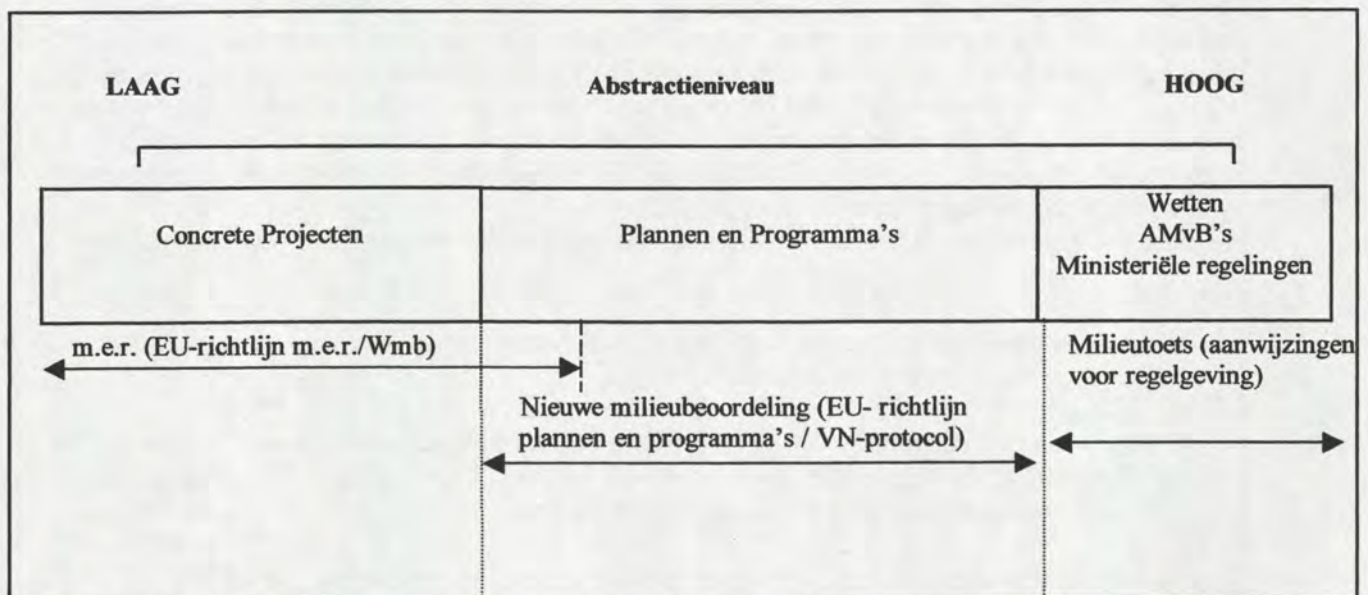 LAAG Abstractieniveau HOOG
Concrete Projecten
Plannen en Programma's
Wetten
AMvB's
Ministeriële regelingen
m.e.r. (EU-richtlijn m.e.r./Wmb)
Nieuwe milieubeoordeling (EU- richtlijn
plannen en programma's / VN-protocol)
Milieutoets (aanwijzingen
voor regelgeving)